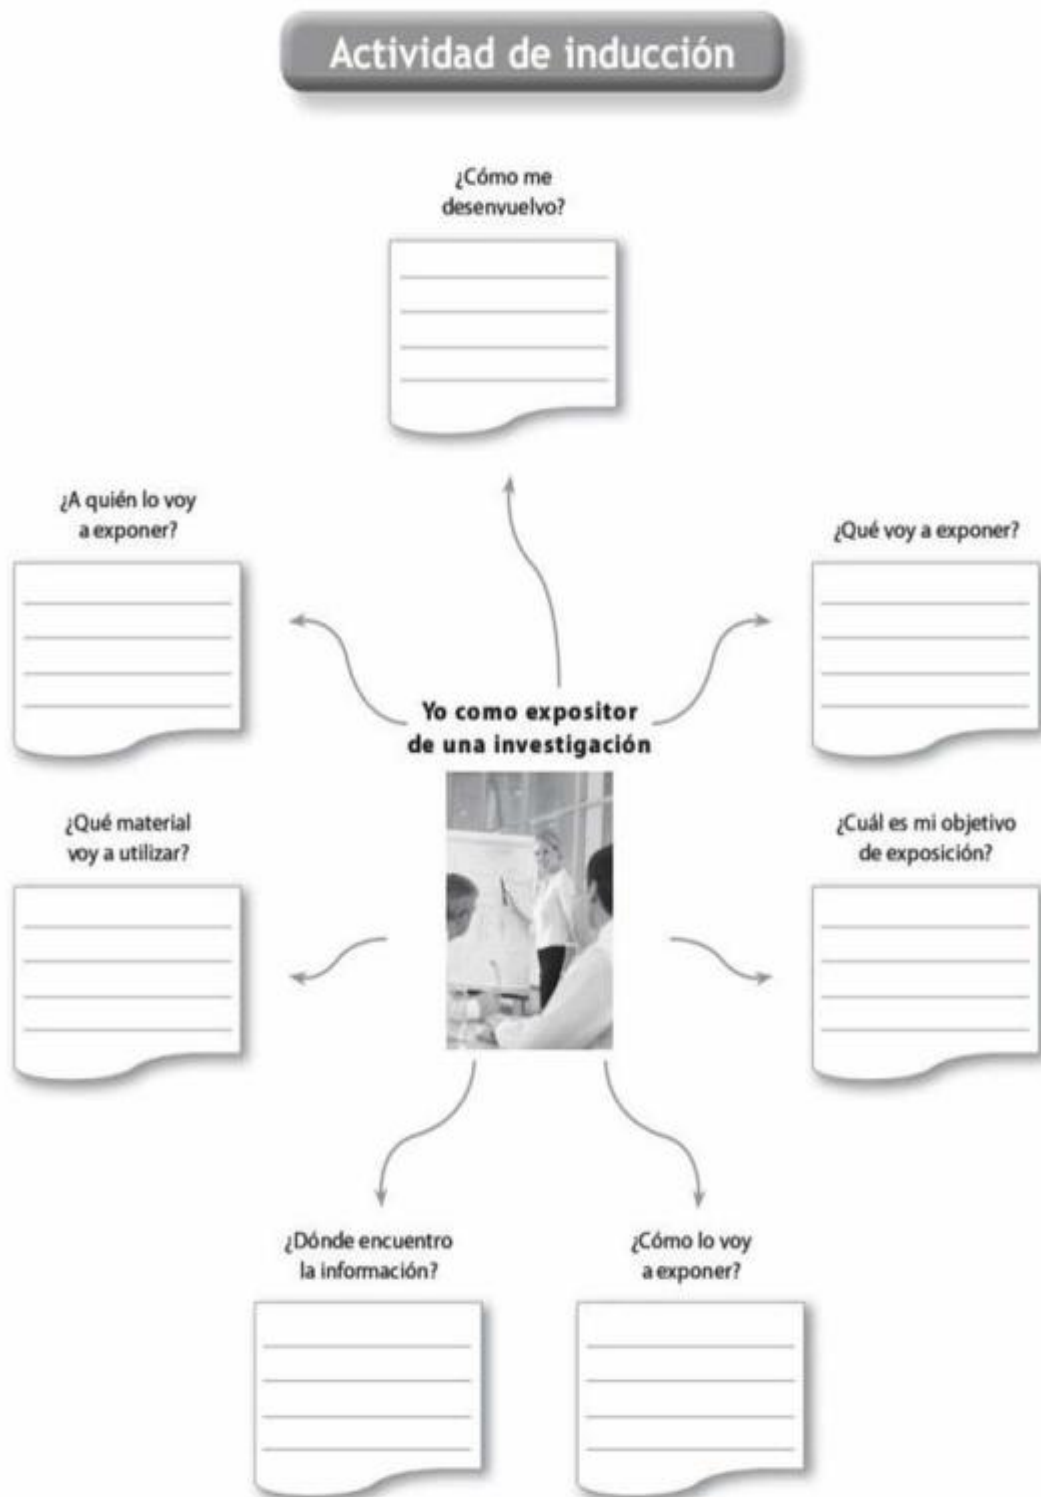 Actividad de inducción
¿Cómo me
desenvuelvo?
¿A quién lo voy
a exponer?
¿Qué voy a exponer?
Yo como expositor
de una investigación
¿Qué material
voy a utilizar?
¿Cuál es mi objetivo
de exposición?
¿Dónde encuentro
la información?
¿Cómo lo voy
a exponer?